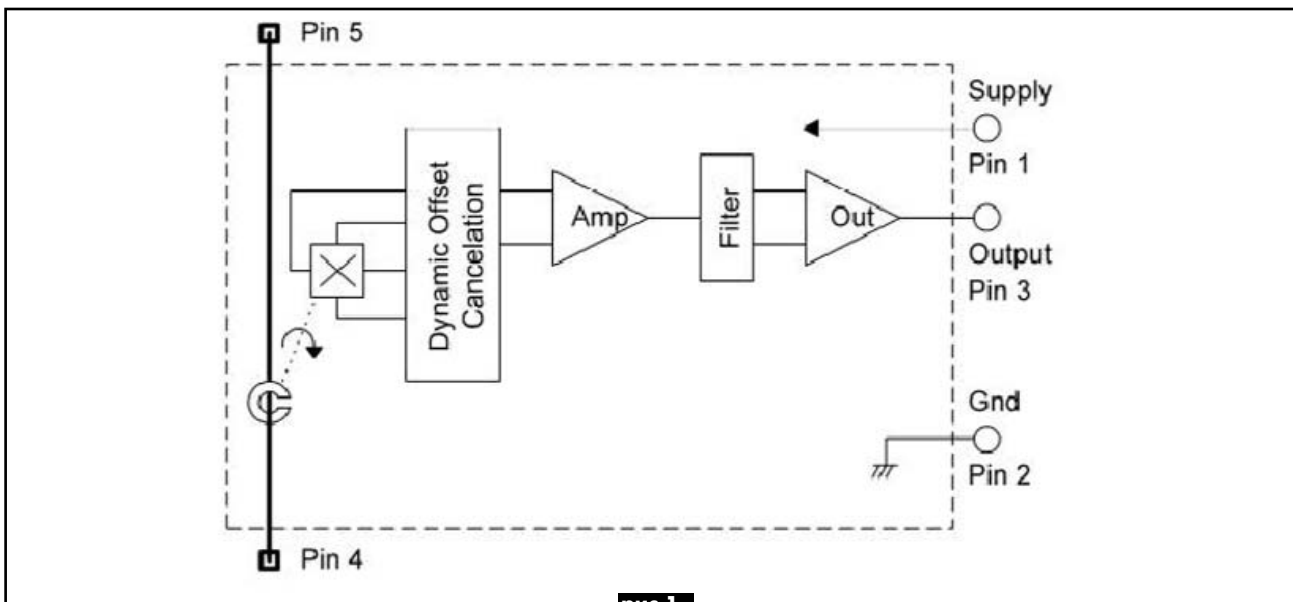 Pin 5
Supply
Pin 1
Dynamic Offset
Cancelation
Amp
Filter
Out
Output
Pin 3
Gnd
Pin 2
Pin 4